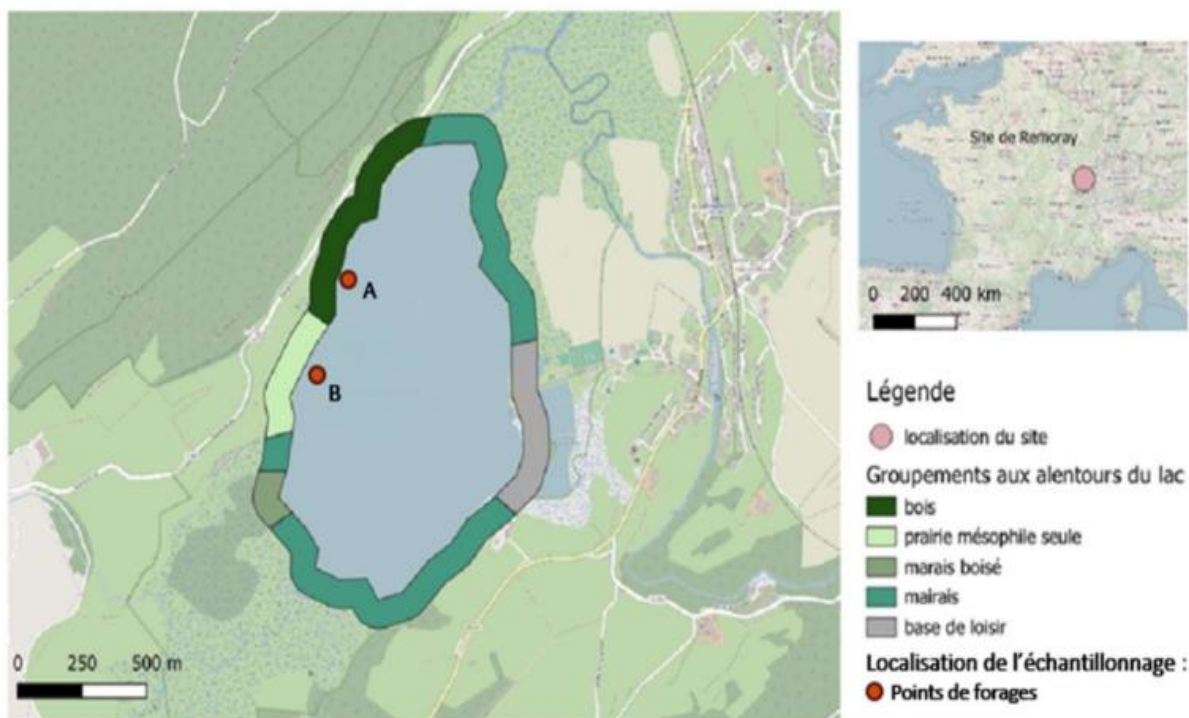 A
B
0 250 500 m
Site de Remoray
0 200 400 km
Légende
localisation du site
Groupements aux alentours du lac
bois
prairie mésophile seule
marais boisé
mairais
base de loisir
Localisation de l'échantillonnage :
Points de forages